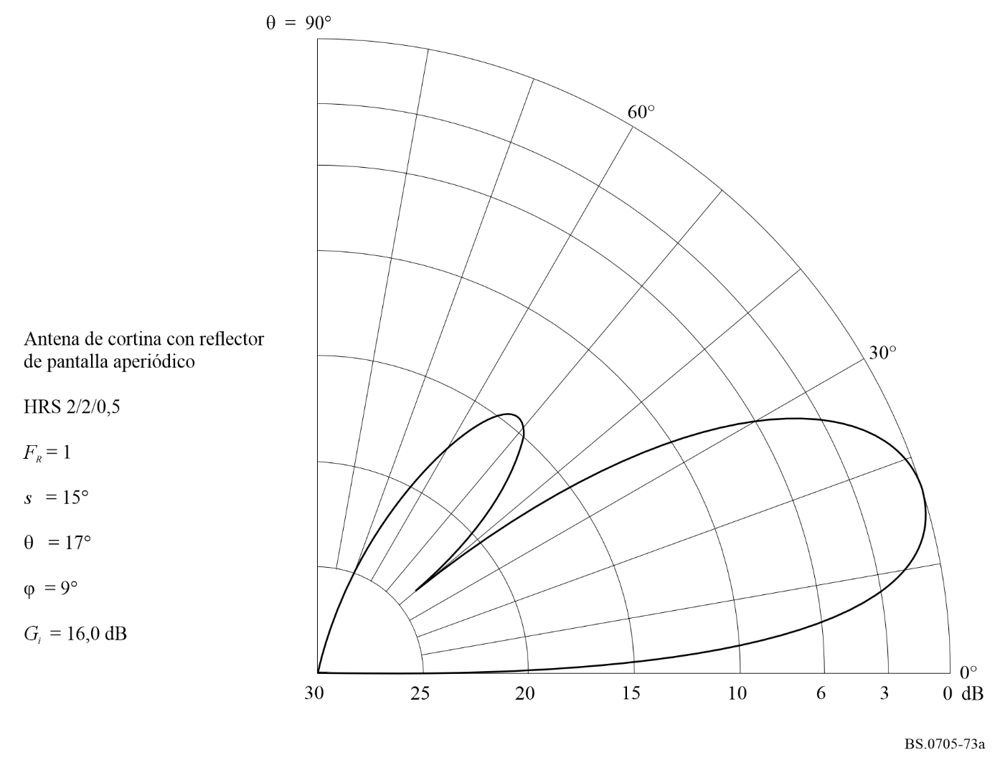 θ = 90°
60°
30°
Antena de cortina con reflector
de pantalla aperiódico
HRS 2/2/0,5
F_R = 1
s = 15°
θ = 17°
φ = 9°
G_i = 16,0 dB
0°
30 25 20 15 10 6 3 0 dB
BS.0705-73a